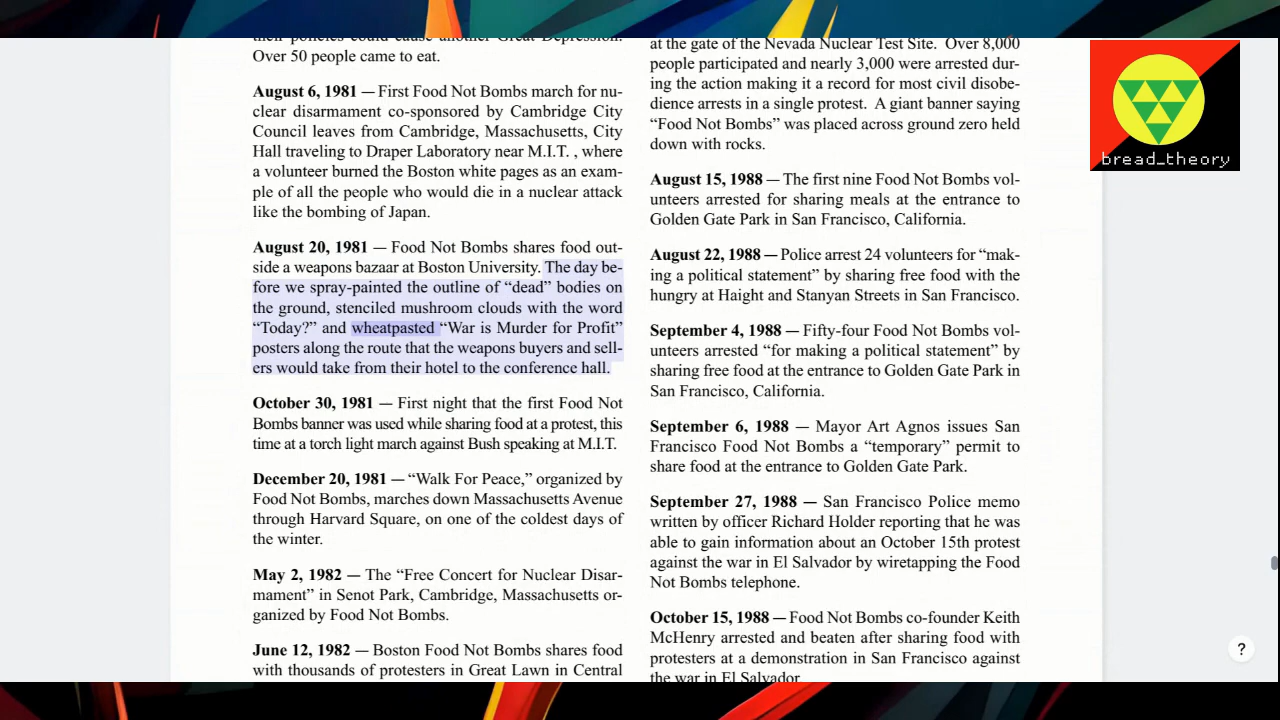 their policies could cause another Great Depression.
Over 50 people came to eat.
August 6, 1981 — First Food Not Bombs march for nu-
clear disarmament co-sponsored by Cambridge City
Council leaves from Cambridge, Massachusetts, City
Hall traveling to Draper Laboratory near M.I.T. , where
a volunteer burned the Boston white pages as an exam-
ple of all the people who would die in a nuclear attack
like the bombing of Japan.
August 20, 1981 — Food Not Bombs shares food out-
side a weapons bazaar at Boston University. The day be-
fore we spray-painted the outline of “dead” bodies on
the ground, stenciled mushroom clouds with the word
“Today?” and wheatpasted “War is Murder for Profit”
posters along the route that the weapons buyers and sell-
ers would take from their hotel to the conference hall.
October 30, 1981 — First night that the first Food Not
Bombs banner was used while sharing food at a protest, this
time at a torch light march against Bush speaking at M.I.T.
December 20, 1981 — “Walk For Peace,” organized by
Food Not Bombs, marches down Massachusetts Avenue
through Harvard Square, on one of the coldest days of
the winter.
May 2, 1982 — The “Free Concert for Nuclear Disar-
mament” in Senot Park, Cambridge, Massachusetts or-
ganized by Food Not Bombs.
June 12, 1982 — Boston Food Not Bombs shares food
with thousands of protesters in Great Lawn in Central
at the gate of the Nevada Nuclear Test Site. Over 8,000
people participated and nearly 3,000 were arrested dur-
ing the action making it a record for most civil disobe-
dience arrests in a single protest. A giant banner saying
“Food Not Bombs” was placed across ground zero held
down with rocks.
August 15, 1988 — The first nine Food Not Bombs vol-
unteers arrested for sharing meals at the entrance to
Golden Gate Park in San Francisco, California.
August 22, 1988 — Police arrest 24 volunteers for “mak-
ing a political statement” by sharing free food with the
hungry at Haight and Stanyan Streets in San Francisco.
September 4, 1988 — Fifty-four Food Not Bombs vol-
unteers arrested “for making a political statement” by
sharing free food at the entrance to Golden Gate Park in
San Francisco, California.
September 6, 1988 — Mayor Art Agnos issues San
Francisco Food Not Bombs a “temporary” permit to
share food at the entrance to Golden Gate Park.
September 27, 1988 — San Francisco Police memo
written by officer Richard Holder reporting that he was
able to gain information about an October 15th protest
against the war in El Salvador by wiretapping the Food
Not Bombs telephone.
October 15, 1988 — Food Not Bombs co-founder Keith
McHenry arrested and beaten after sharing food with
protesters at a demonstration in San Francisco against
the war in El Salvador
bread_theory
?